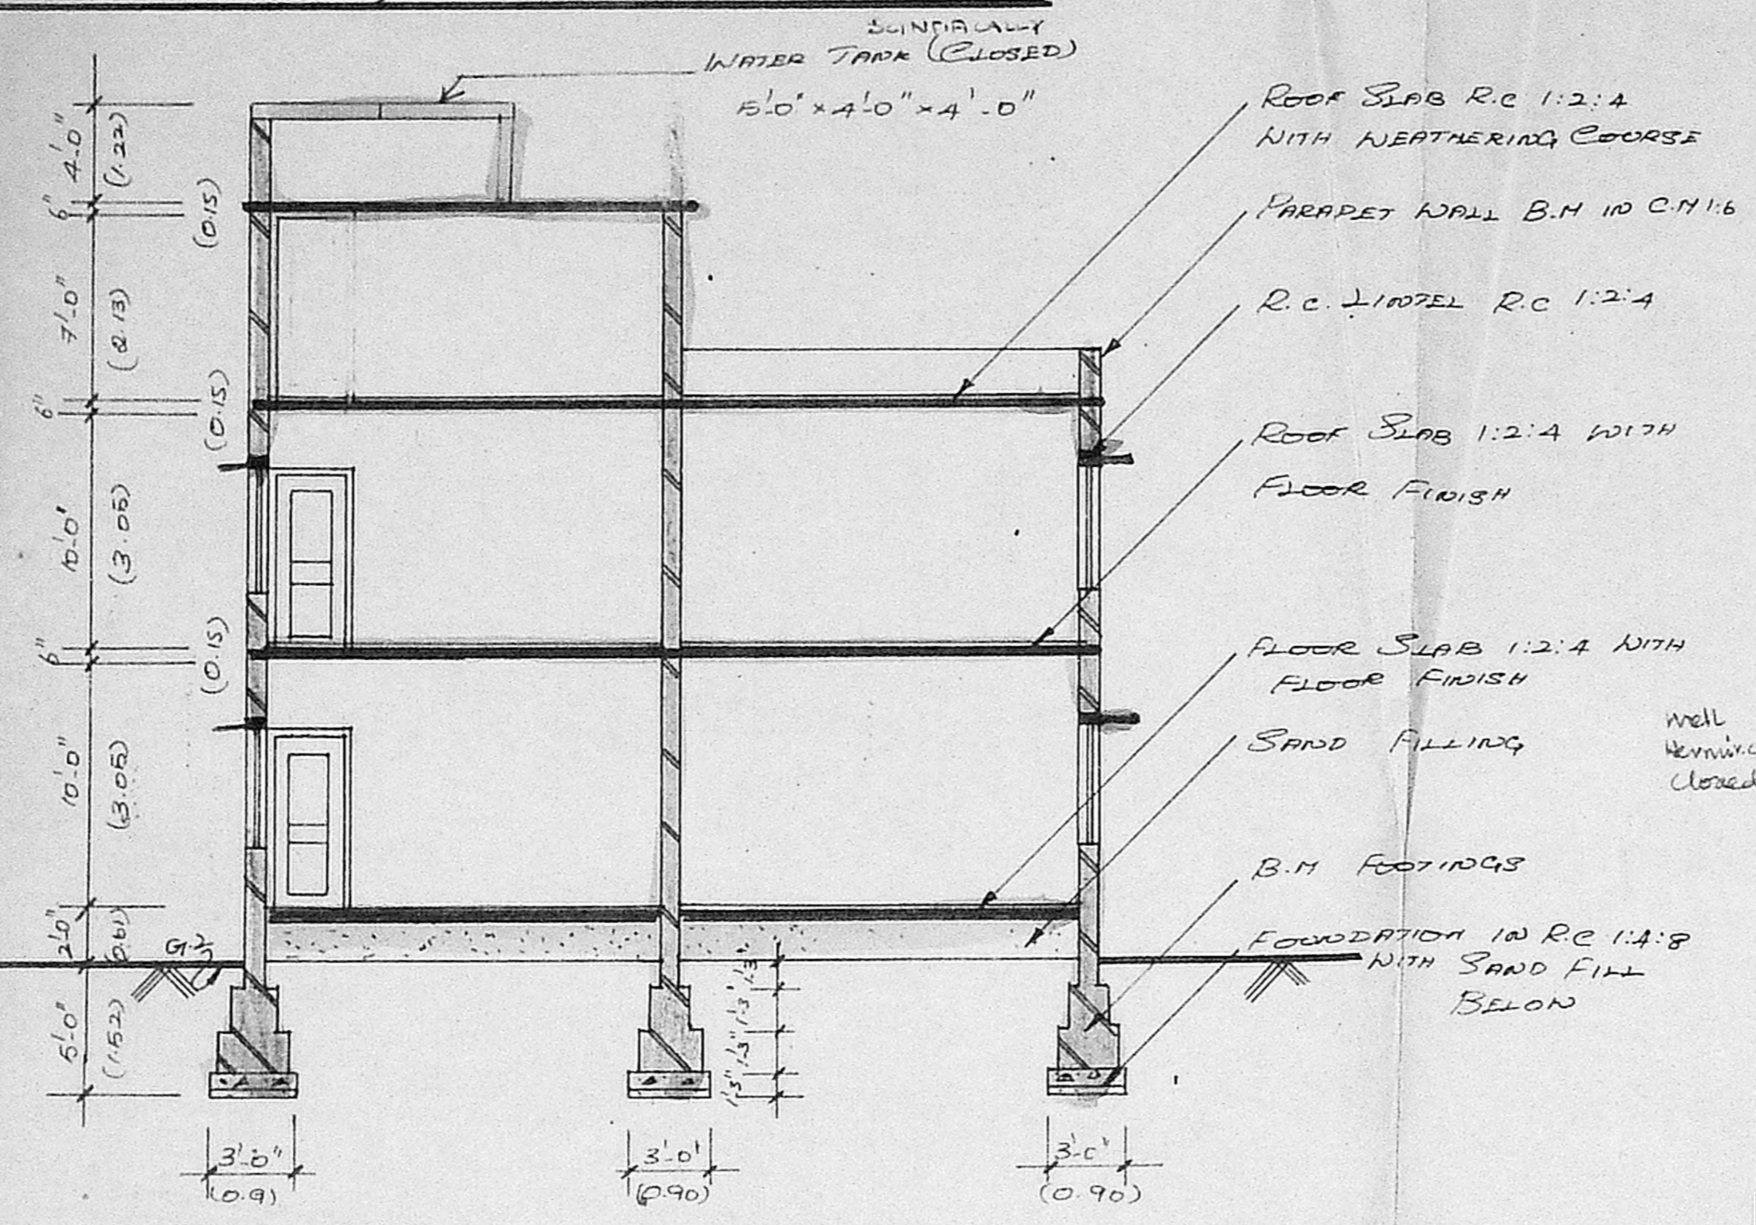 WATER TANK (CLOSED)
5'-0" × 4'-0" × 4'-0"
ROOF SLAB R.C 1:2:4
WITH WEATHERING COURSE
PARAPET WALL B.M IN C.M 1:6
R.C. LINTEL R.C 1:2:4
ROOF SLAB 1:2:4 WITH
FLOOR FINISH
FLOOR SLAB 1:2:4 WITH
FLOOR FINISH
SAND FILLING
well
closed
B.M FOOTINGS
FOUNDATION IN R.C 1:4:8
WITH SAND FILL
BELOW
4'-0"
(1.22)
6"
(0.15)
7'-0"
(2.13)
6"
(0.15)
10'-0"
(3.05)
6"
(0.15)
10'-0"
(3.05)
2'-0"
(0.61)
5'-0"
(1.52)
1'-3"
1'-3"
1'-3"
1'-3"
3'-0"
(0.9)
3'-0"
(0.90)
3'-0"
(0.90)